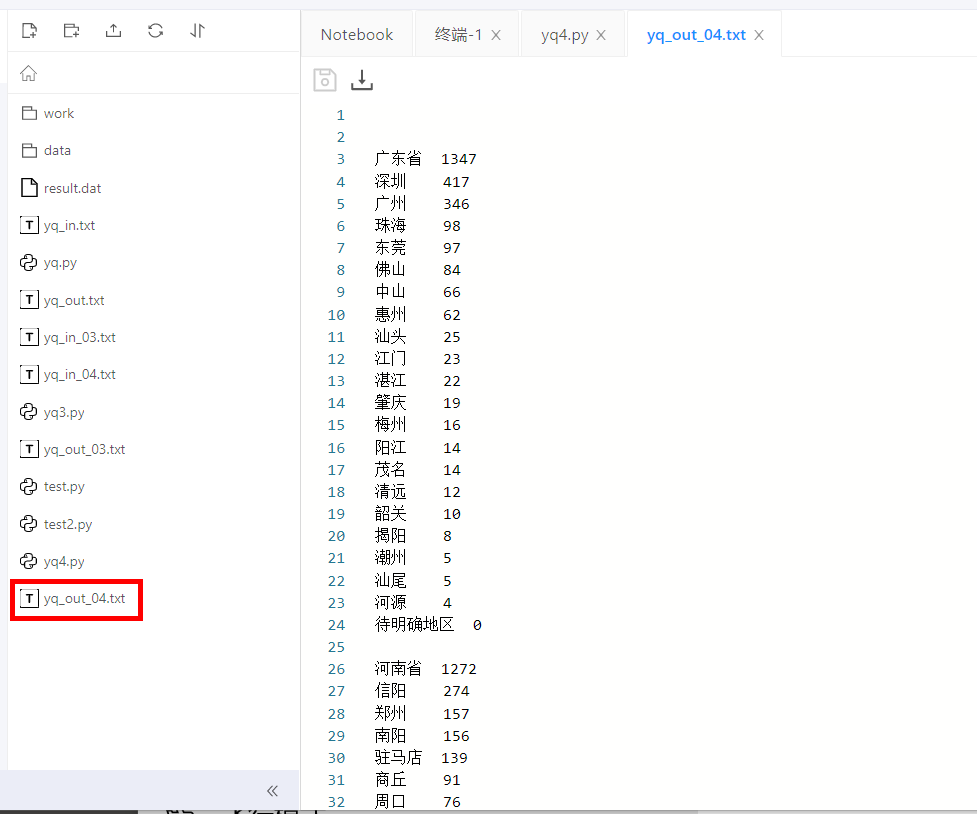 Notebook
终端-1
yq4.py
yq_out_04.txt
work
data
result.dat
yq_in.txt
yq.py
yq_out.txt
yq_in_03.txt
yq_in_04.txt
yq3.py
yq_out_03.txt
test.py
test2.py
yq4.py
yq_out_04.txt
1
2
3 广东省 1347
4 深圳 417
5 广州 346
6 珠海 98
7 东莞 97
8 佛山 84
9 中山 66
10 惠州 62
11 汕头 25
12 江门 23
13 湛江 22
14 肇庆 19
15 梅州 16
16 阳江 14
17 茂名 14
18 清远 12
19 韶关 10
20 揭阳 8
21 潮州 5
22 汕尾 5
23 河源 4
24 待明确地区 0
25
26 河南省 1272
27 信阳 274
28 郑州 157
29 南阳 156
30 驻马店 139
31 商丘 91
32 周口 76